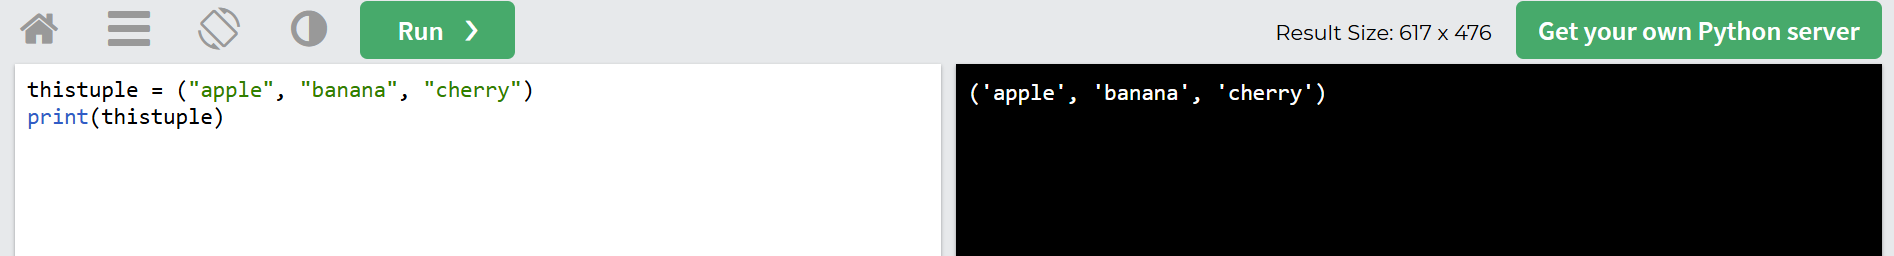 Run ❯
Result Size: 617 x 476
Get your own Python server
thistuple = ("apple", "banana", "cherry")
print(thistuple)
('apple', 'banana', 'cherry')